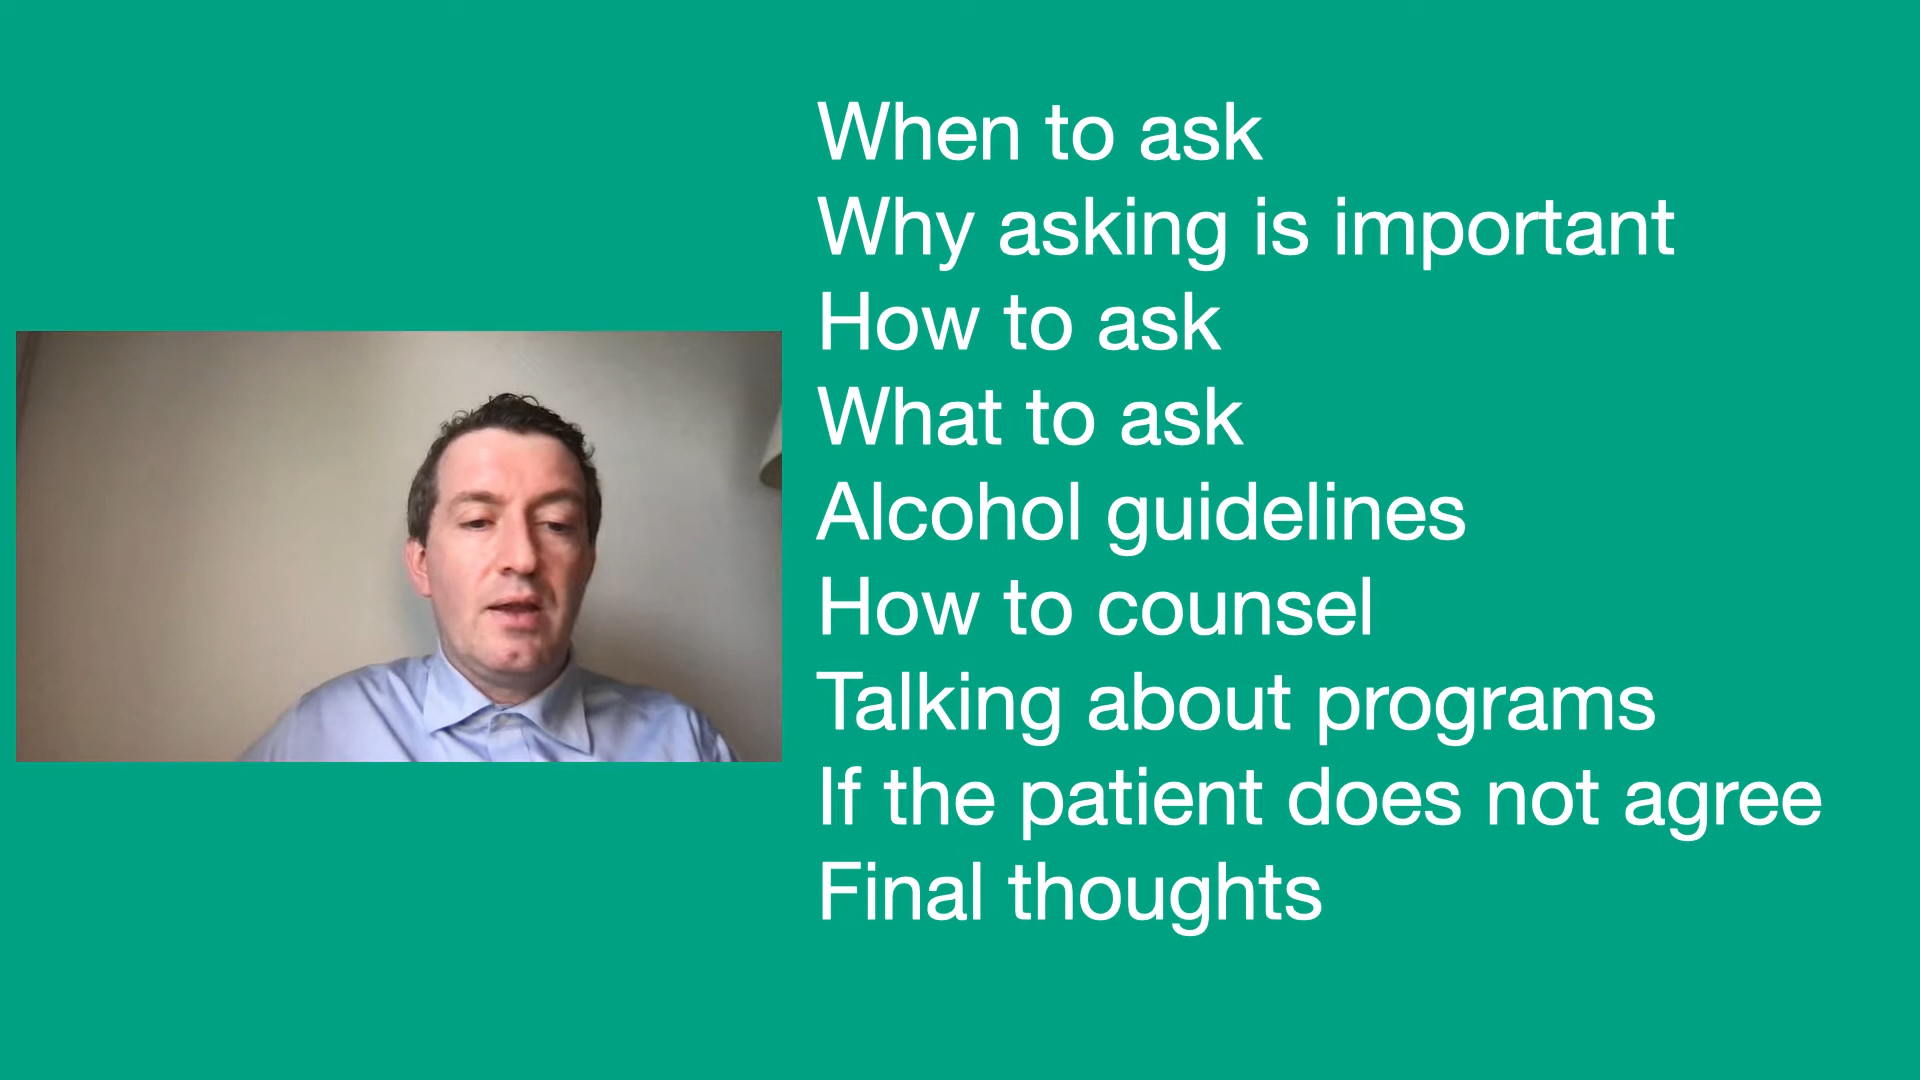 When to ask
Why asking is important
How to ask
What to ask
Alcohol guidelines
How to counsel
Talking about programs
If the patient does not agree
Final thoughts